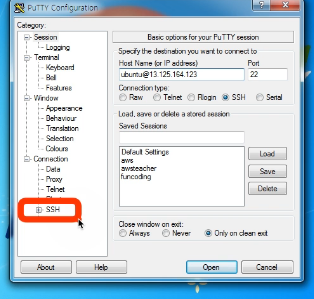 PuTTY Configuration
Category:
Session
Logging
Terminal
Keyboard
Bell
Features
Window
Appearance
Behaviour
Translation
Selection
Colours
Connection
Data
Proxy
Telnet
SSH
Basic options for your PuTTY session
Specify the destination you want to connect to
Host Name (or IP address) Port
ubuntu@13.125.164.123 22
Connection type:
Raw Telnet Rlogin SSH Serial
Load, save or delete a stored session
Saved Sessions
Default Settings
aws
awsteacher
funcoding
Load
Save
Delete
Close window on exit:
Always Never Only on clean exit
About Help Open Cancel